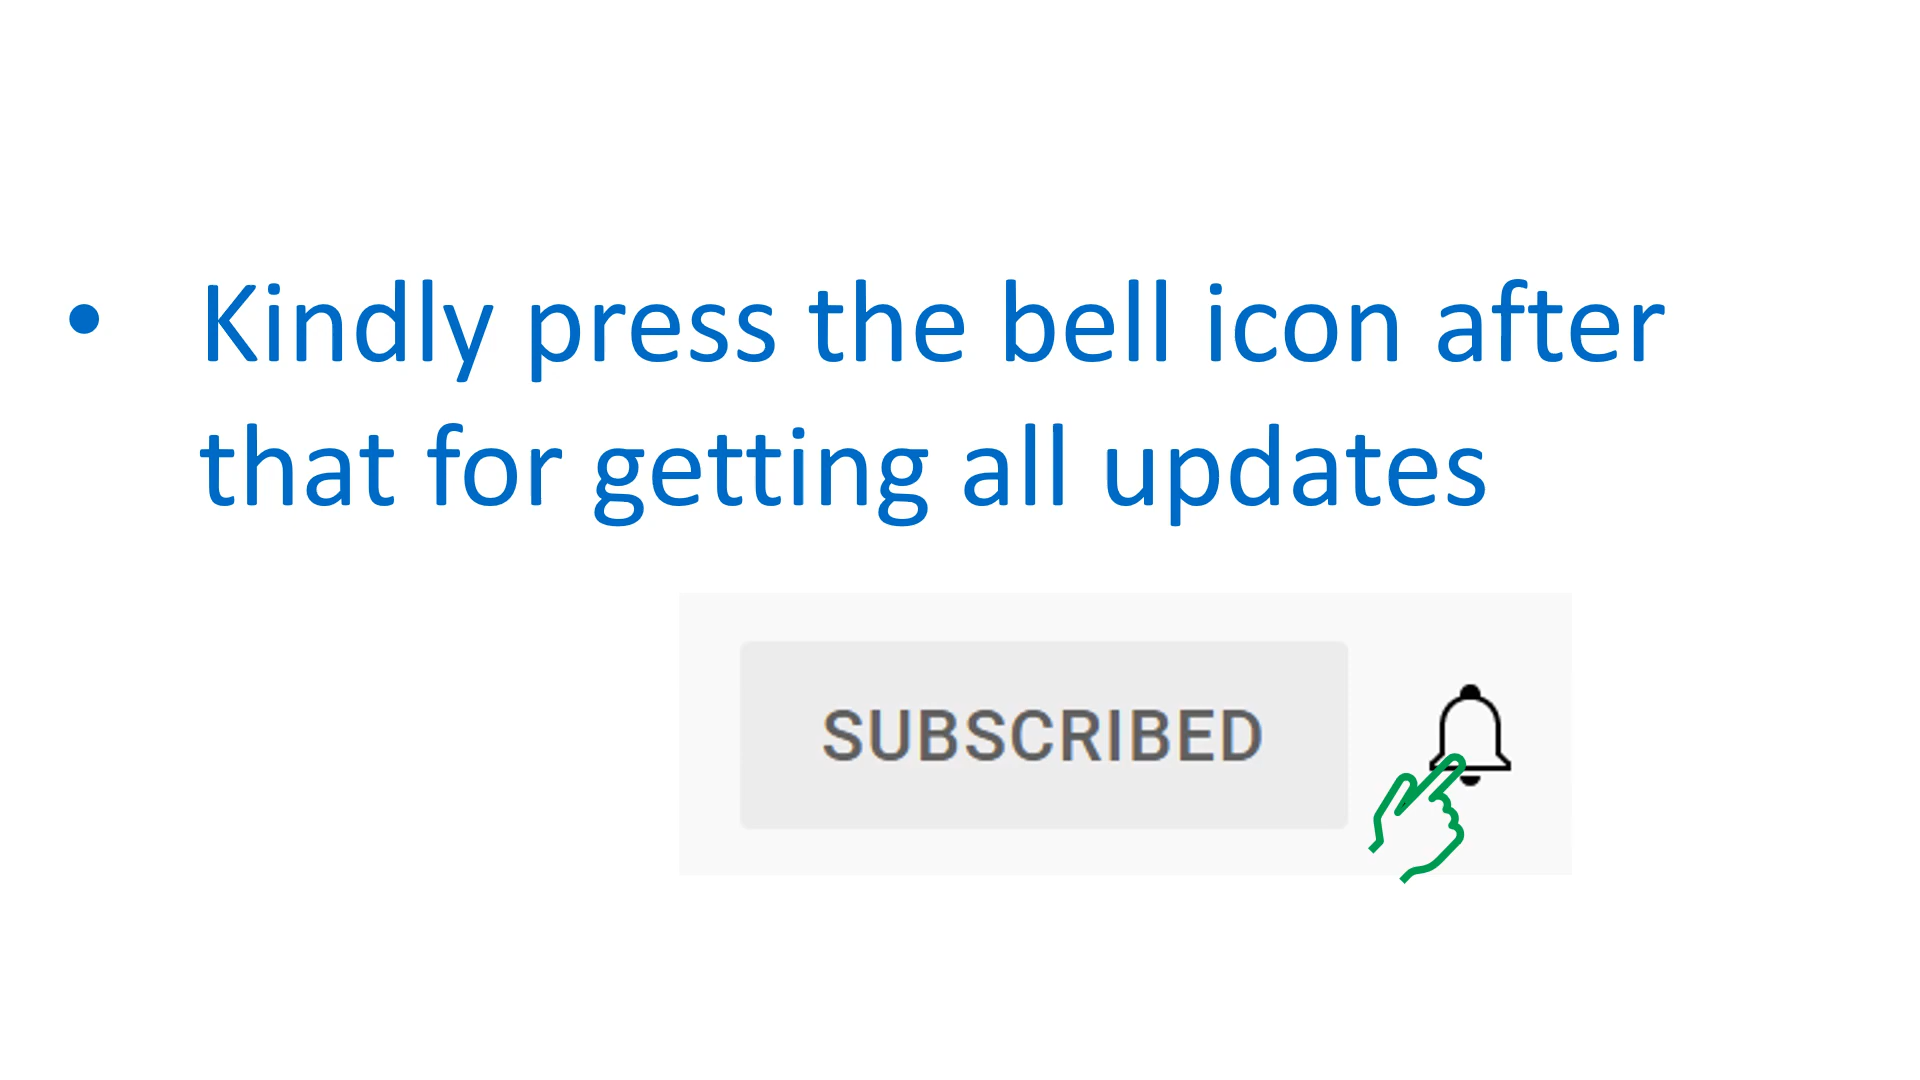 • Kindly press the bell icon after
that for getting all updates
SUBSCRIBED